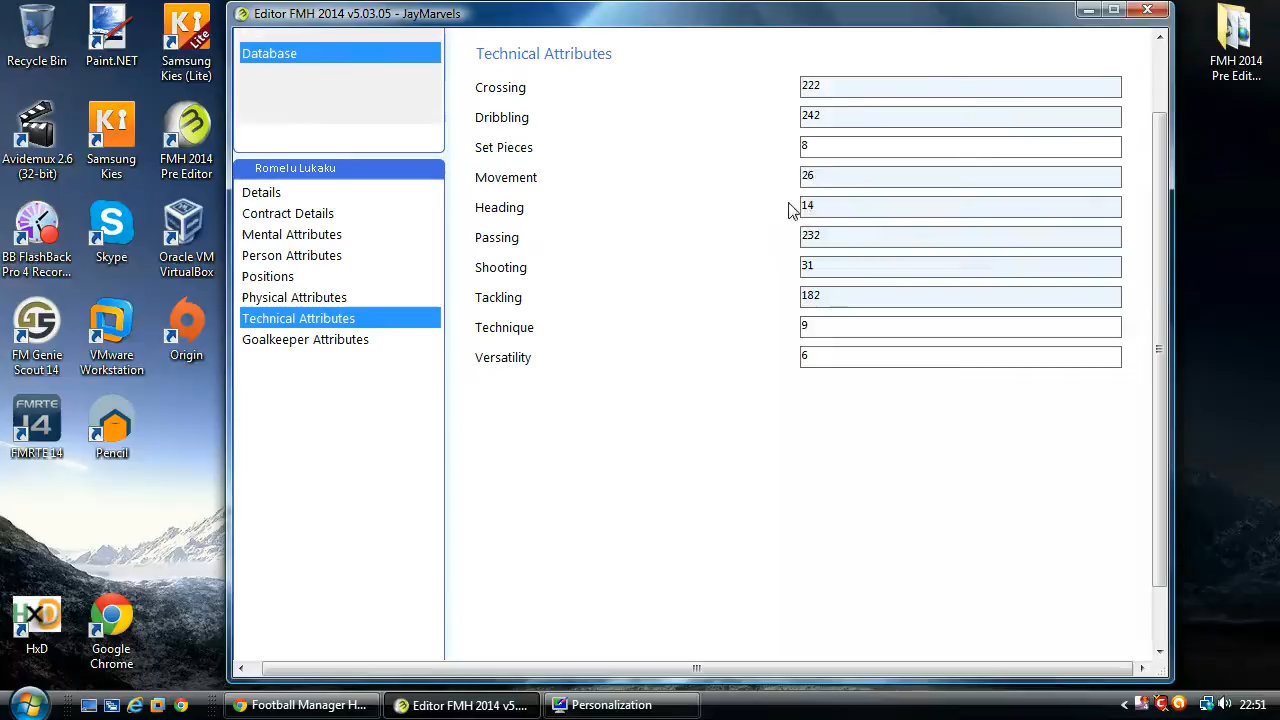 Editor FMH 2014 v5.03.05 - JayMarvels
Recycle Bin
Paint.NET
Samsung
Kies (Lite)
Avidemux 2.6
(32-bit)
Samsung
Kies
FMH 2014
Pre Editor
BB FlashBack
Pro 4 Recor...
Skype
Oracle VM
VirtualBox
FM Genie
Scout 14
VMware
Workstation
Origin
FMRTE
14
FMRTE 14
Pencil
HxD
HxD
Google
Chrome
Lite
Database
Romelu Lukaku
Details
Contract Details
Mental Attributes
Person Attributes
Positions
Physical Attributes
Technical Attributes
Goalkeeper Attributes
Technical Attributes
Crossing 222
Dribbling 242
Set Pieces 8
Movement 26
Heading 14
Passing 232
Shooting 31
Tackling 182
Technique 9
Versatility 6
FMH 2014
Pre Edit...
Football Manager H...
Editor FMH 2014 v5....
Personalization
22:51